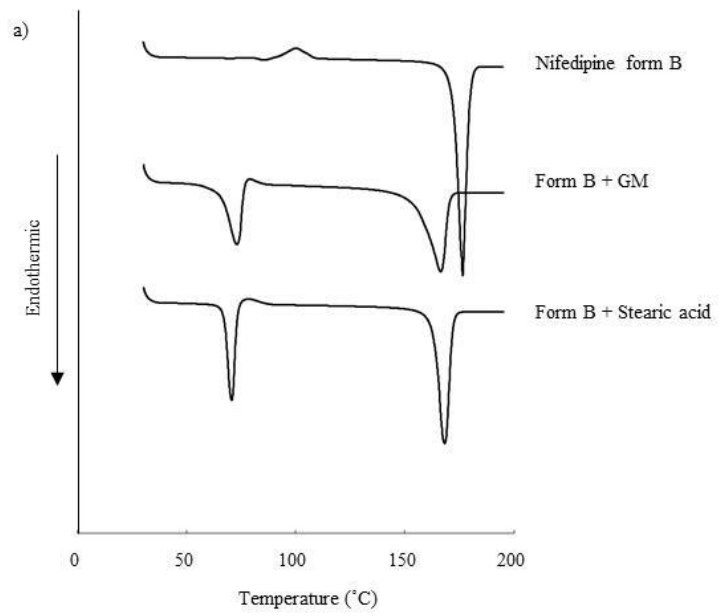 a)
Nifedipine form B
Form B + GM
Form B + Stearic acid
Endothermic
0 50 100 150 200
Temperature (˚C)